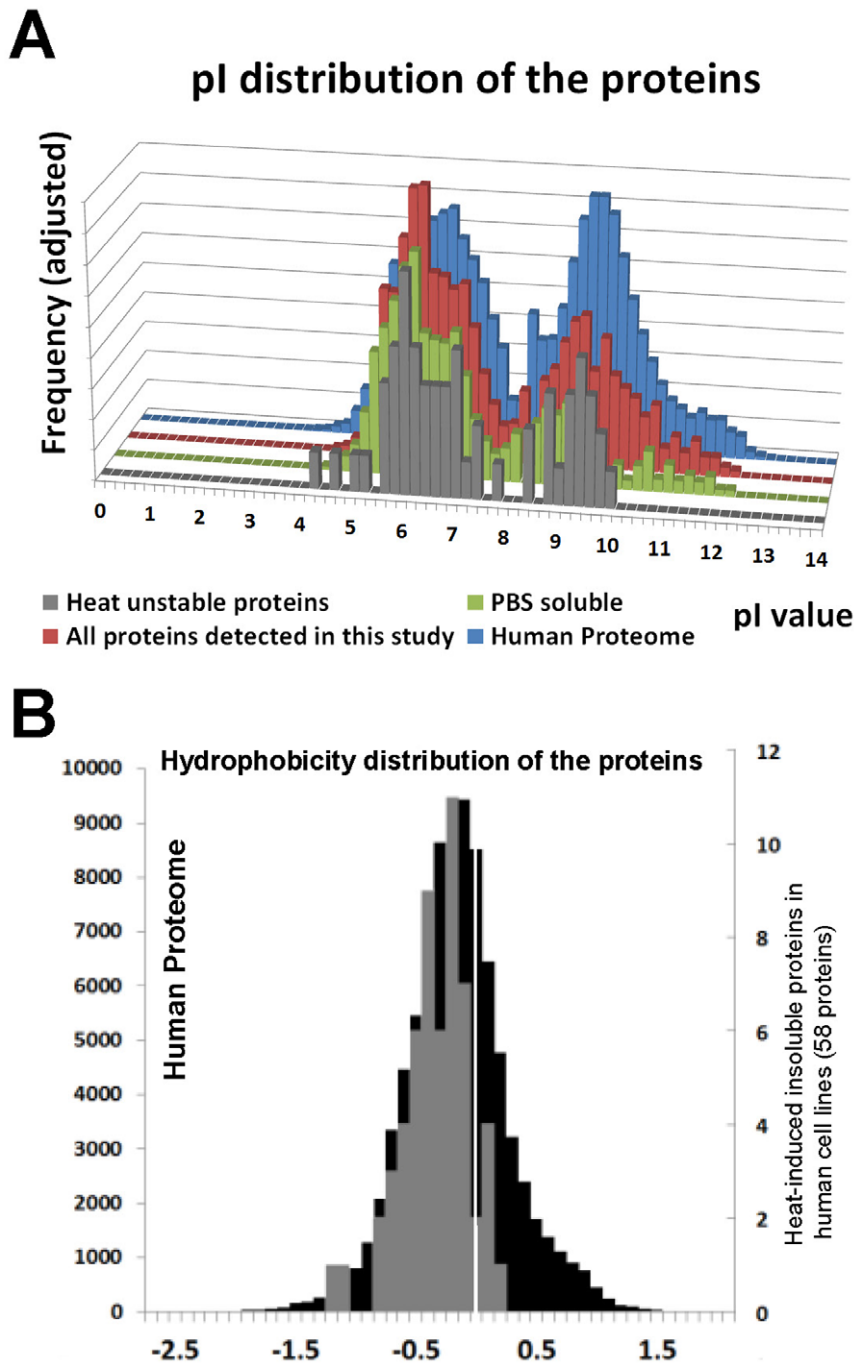 A
pI distribution of the proteins
Frequency (adjusted)
0 1 2 3 4 5 6 7 8 9 10 11 12 13 14
Heat unstable proteins
PBS soluble
pI value
All proteins detected in this study
Human Proteome
B
Hydrophobicity distribution of the proteins
10000
9000
8000
7000
6000
5000
4000
3000
2000
1000
0
Human Proteome
12
10
8
6
4
2
0
Heat-induced insoluble proteins in
human cell lines (58 proteins)
-2.5 -1.5 -0.5 0.5 1.5